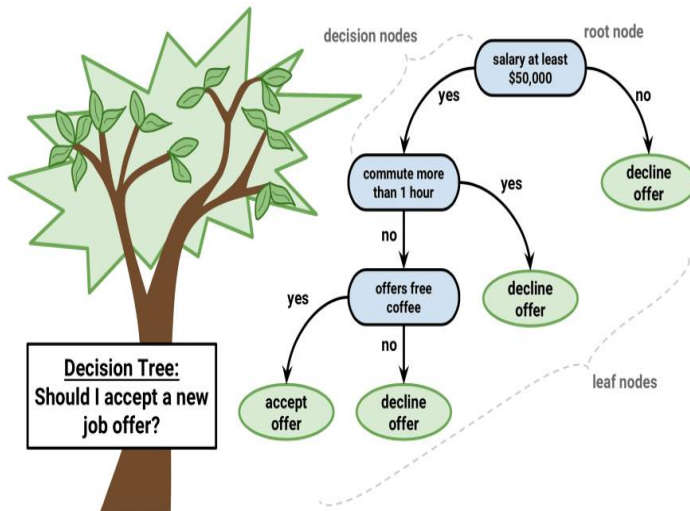 decision nodes
root node
salary at least
$50,000
yes
no
commute more
than 1 hour
yes
decline
offer
no
offers free
coffee
decline
offer
yes
no
Decision Tree:
Should I accept a new
job offer?
accept
offer
decline
offer
leaf nodes